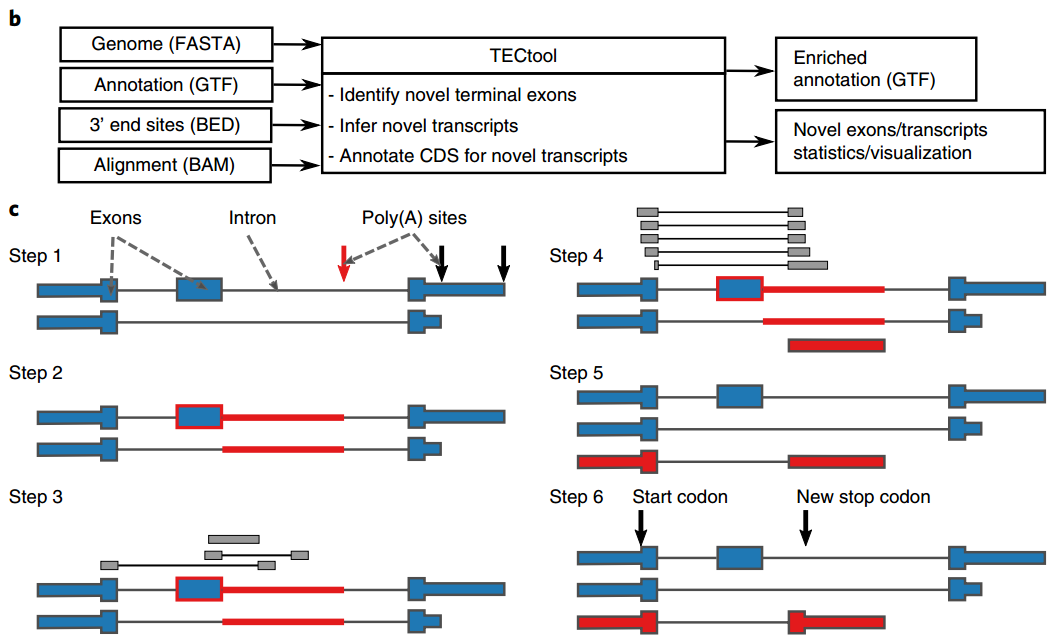 b
Genome (FASTA)
Annotation (GTF)
3' end sites (BED)
Alignment (BAM)
TECtool
- Identify novel terminal exons
- Infer novel transcripts
- Annotate CDS for novel transcripts
Enriched
annotation (GTF)
Novel exons/transcripts
statistics/visualization
c
Exons
Intron
Poly(A) sites
Step 1
Step 2
Step 3
Step 4
Step 5
Step 6
Start codon
New stop codon